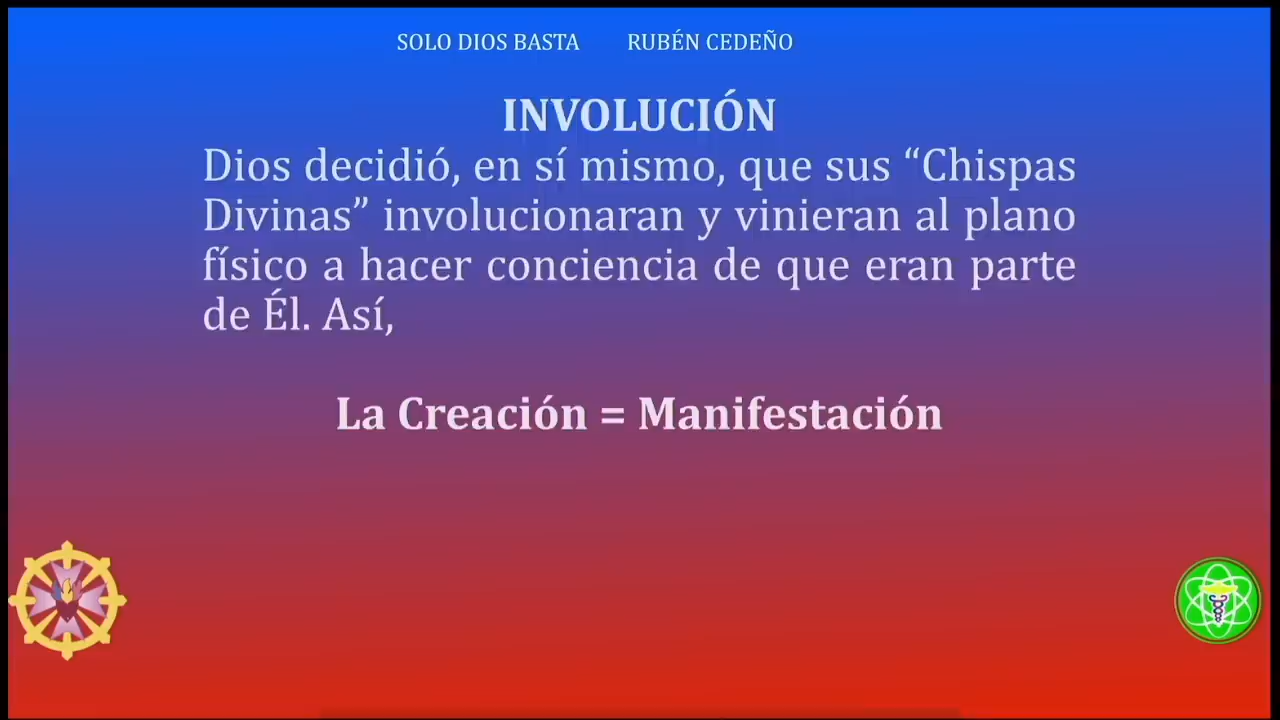 SOLO DIOS BASTA RUBÉN CEDEÑO
INVOLUCIÓN
Dios decidió, en sí mismo, que sus “Chispas
Divinas” involucionaran y vinieran al plano
físico a hacer conciencia de que eran parte
de Él. Así,
La Creación = Manifestación